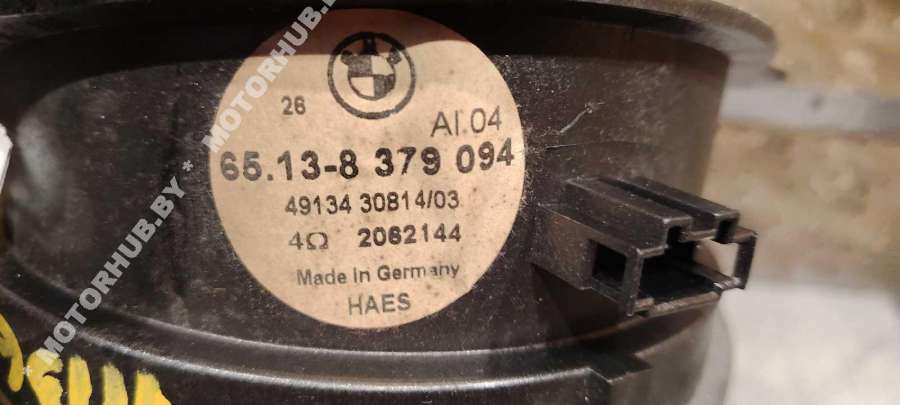 26
AI.04
65.13-8 379 094
49134 30814/03
4Ω 2062144
Made In Germany
HAES
MOTORHUB.BY * MOTORHUB.BY *